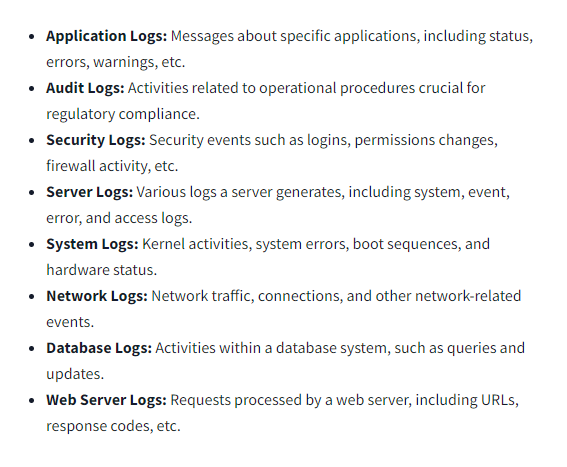 • Application Logs: Messages about specific applications, including status,
errors, warnings, etc.
• Audit Logs: Activities related to operational procedures crucial for
regulatory compliance.
• Security Logs: Security events such as logins, permissions changes,
firewall activity, etc.
• Server Logs: Various logs a server generates, including system, event,
error, and access logs.
• System Logs: Kernel activities, system errors, boot sequences, and
hardware status.
• Network Logs: Network traffic, connections, and other network-related
events.
• Database Logs: Activities within a database system, such as queries and
updates.
• Web Server Logs: Requests processed by a web server, including URLs,
response codes, etc.